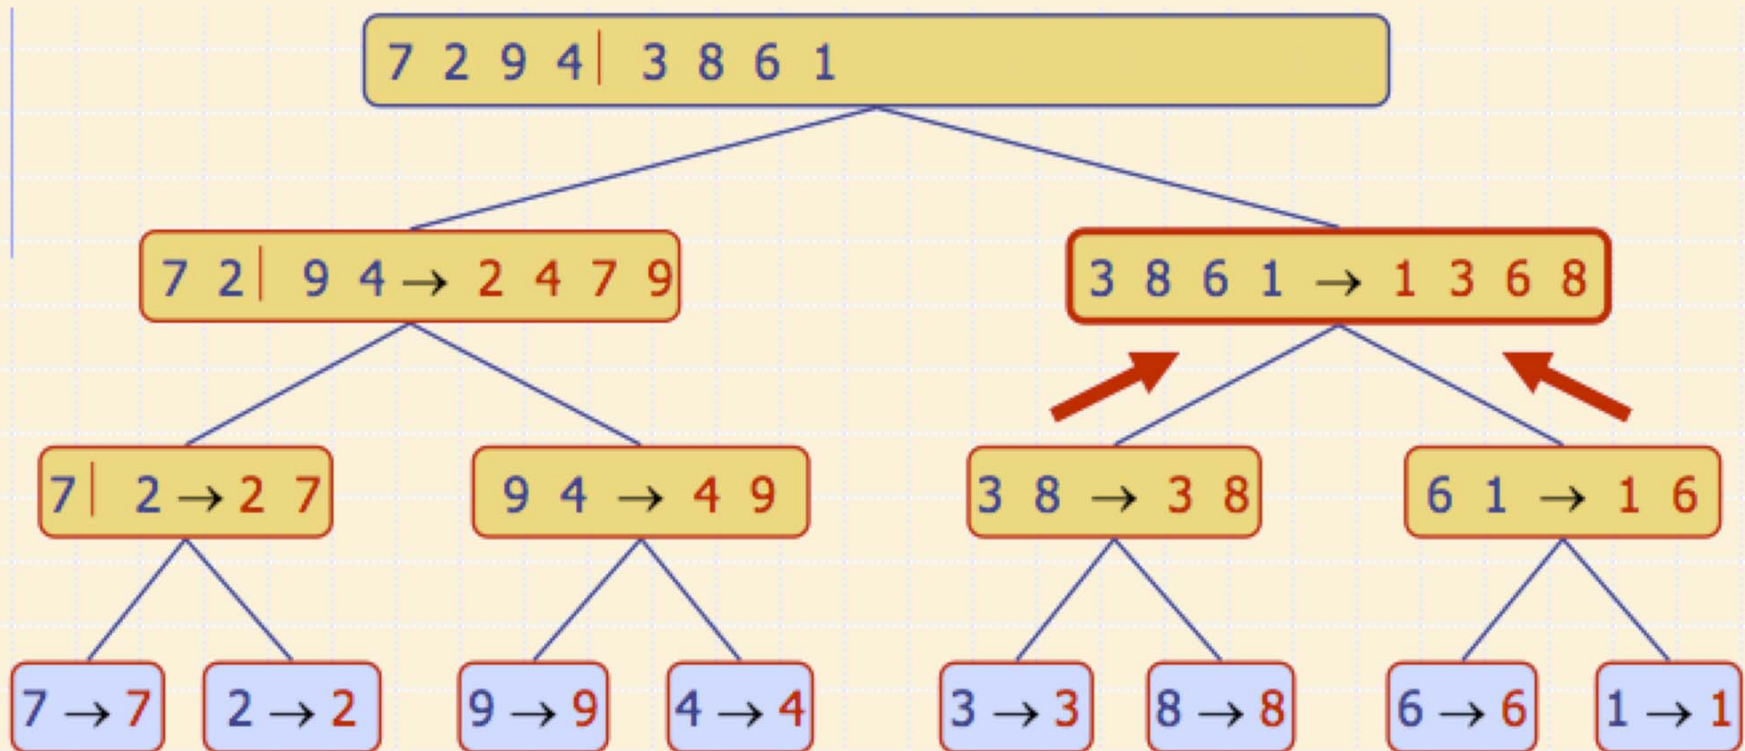 7 2 9 4 | 3 8 6 1
7 2 | 9 4 → 2 4 7 9
3 8 6 1 → 1 3 6 8
7 | 2 → 2 7
9 4 → 4 9
3 8 → 3 8
6 1 → 1 6
7 → 7
2 → 2
9 → 9
4 → 4
3 → 3
8 → 8
6 → 6
1 → 1